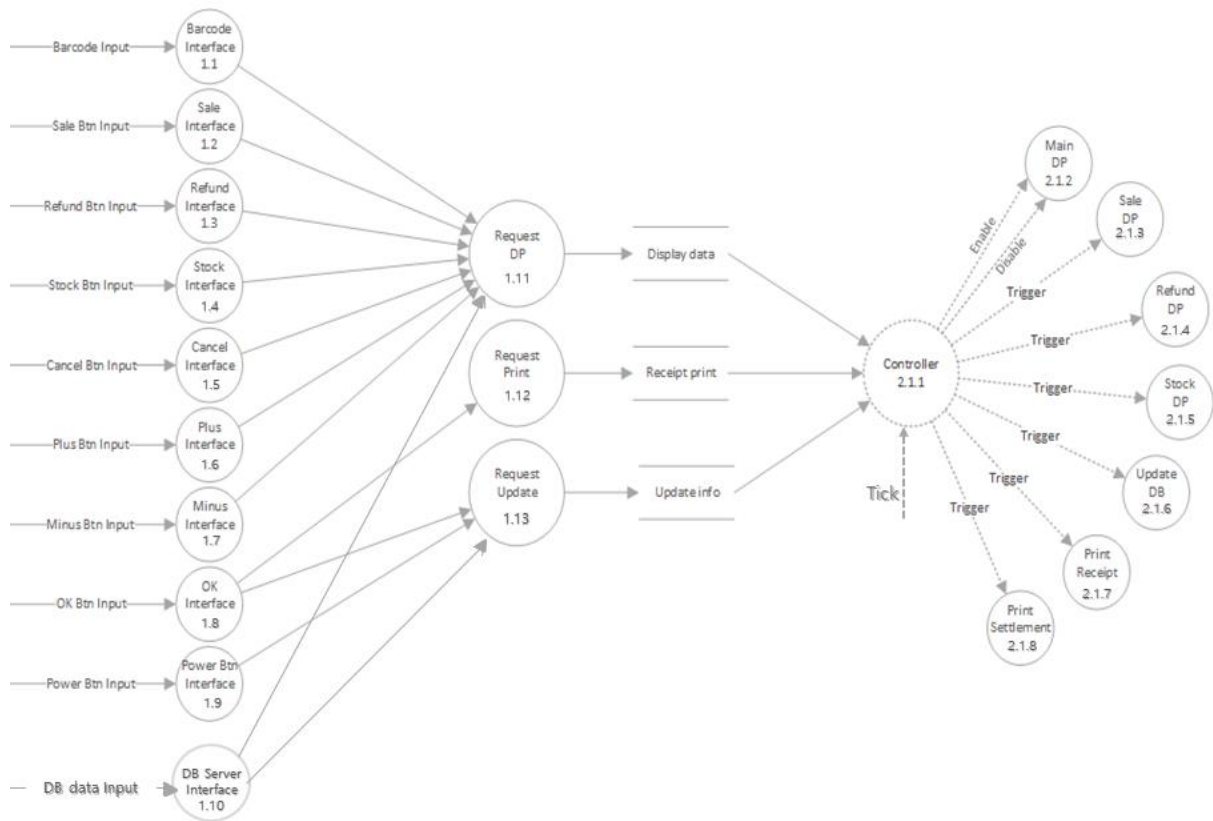 Barcode Input
Barcode
Interface
1.1
Sale Btn Input
Sale
Interface
1.2
Refund Btn Input
Refund
Interface
1.3
Stock Btn Input
Stock
Interface
1.4
Cancel Btn Input
Cancel
Interface
1.5
Plus Btn Input
Plus
Interface
1.6
Minus Btn Input
Minus
Interface
1.7
OK Btn Input
OK
Interface
1.8
Power Btn Input
Power Btn
Interface
1.9
DB data Input
DB Server
Interface
1.10
Request
DP
1.11
Request
Print
1.12
Request
Update
1.13
Display data
Receipt print
Update info
Controller
2.1.1
Tick
Enable
Disable
Trigger
Trigger
Trigger
Trigger
Trigger
Trigger
Main
DP
2.1.2
Sale
DP
2.1.3
Refund
DP
2.1.4
Stock
DP
2.1.5
Update
DB
2.1.6
Print
Receipt
2.1.7
Print
Settlement
2.1.8